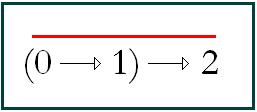 (0 ⟶ 1) ⟶ 2